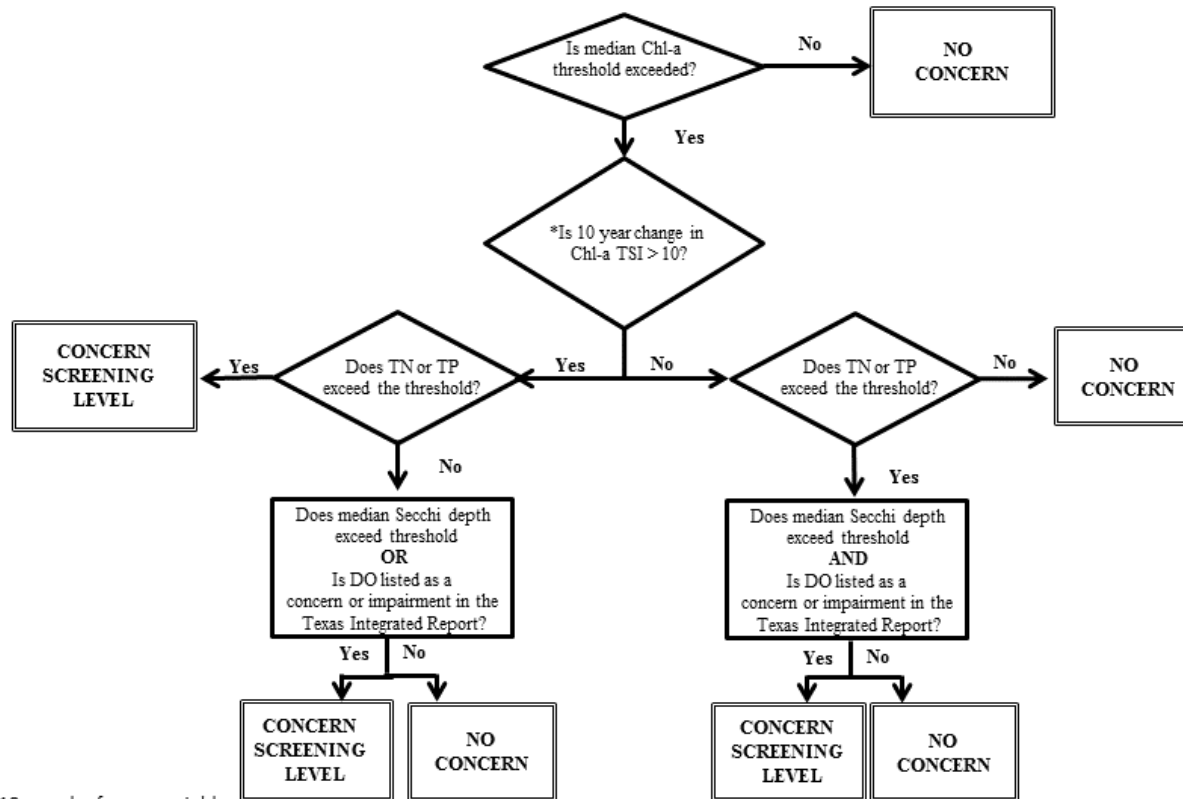 Is median Chl-a
threshold exceeded?
No
NO
CONCERN
Yes
*Is 10 year change in
Chl-a TSI > 10?
CONCERN
SCREENING
LEVEL
Yes
Does TN or TP
exceed the threshold?
Yes
No
Does TN or TP
exceed the threshold?
No
NO
CONCERN
No
Yes
Does median Secchi depth
exceed threshold
OR
Is DO listed as a
concern or impairment in the
Texas Integrated Report?
Does median Secchi depth
exceed threshold
AND
Is DO listed as a
concern or impairment in the
Texas Integrated Report?
Yes
No
Yes
No
CONCERN
SCREENING
LEVEL
NO
CONCERN
CONCERN
SCREENING
LEVEL
NO
CONCERN